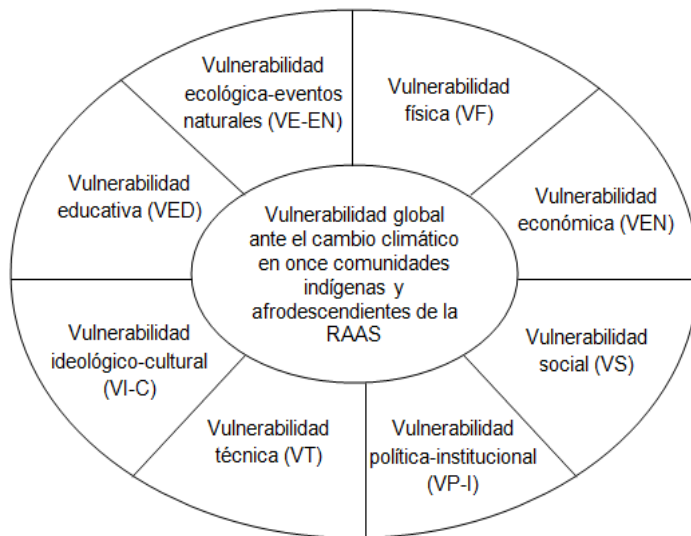 Vulnerabilidad
ecológica-eventos
naturales (VE-EN)
Vulnerabilidad
física (VF)
Vulnerabilidad
educativa (VED)
Vulnerabilidad
económica (VEN)
Vulnerabilidad global
ante el cambio climático
en once comunidades
indígenas y
afrodescendientes de la
RAAS
Vulnerabilidad
ideológico-cultural
(VI-C)
Vulnerabilidad
social (VS)
Vulnerabilidad
técnica (VT)
Vulnerabilidad
política-institucional
(VP-I)